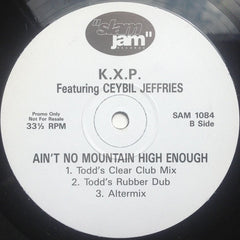 "slam
jam"
RECORDS
K.X.P.
Featuring CEYBIL JEFFRIES
Promo Only
Not For Resale
33⅓ RPM
SAM 1084
B Side
AIN'T NO MOUNTAIN HIGH ENOUGH
1. Todd's Clear Club Mix
2. Todd's Rubber Dub
3. Altermix